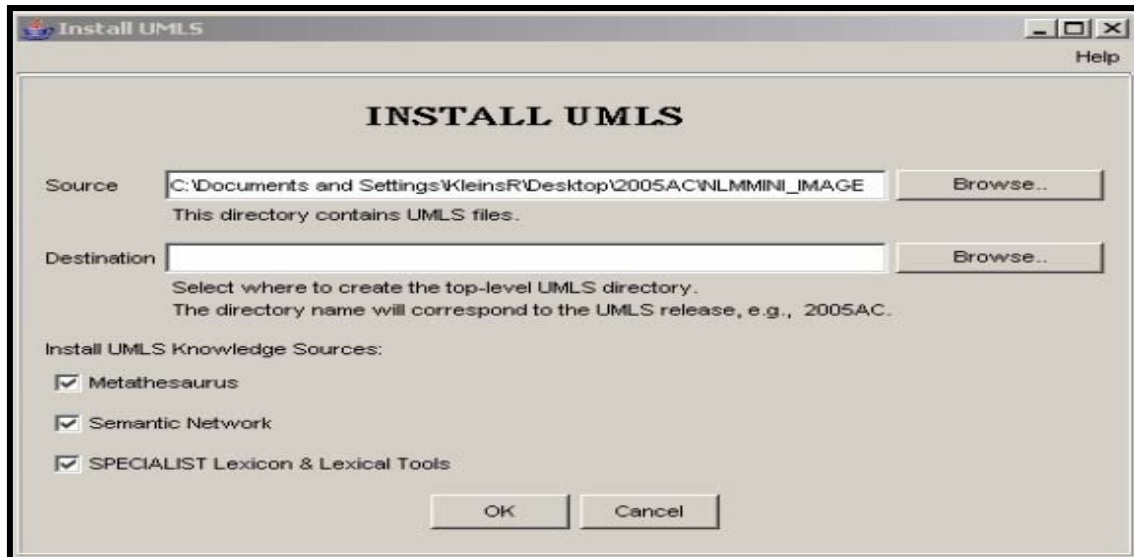 Install UMLS
Help
INSTALL UMLS
Source C:\Documents and Settings\KleinsR\Desktop\2005AC\NLMMINI_IMAGE Browse..
This directory contains UMLS files.
Destination Browse..
Select where to create the top-level UMLS directory.
The directory name will correspond to the UMLS release, e.g., 2005AC.
Install UMLS Knowledge Sources:
Metathesaurus
Semantic Network
SPECIALIST Lexicon & Lexical Tools
OK Cancel